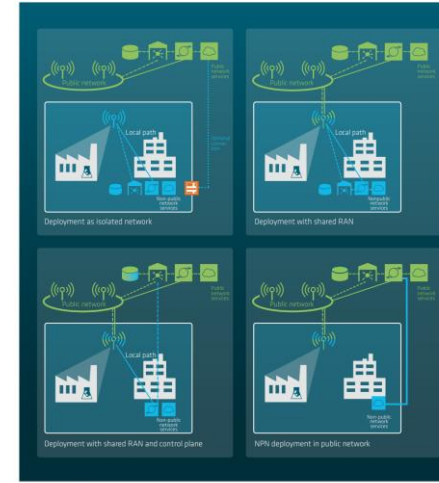 Public
network
services
Public network
Optional
connec-
tion
Local path
Non-public
network
services
Deployment as isolated network
Public
network
services
Public network
Local path
Nonpublic
network
services
Deployment with shared RAN
Public
network
services
Public network
Local path
Non-public
network
services
Deployment with shared RAN and control plane
Public
network
services
Public network
Non-public
network
services
NPN deployment in public network